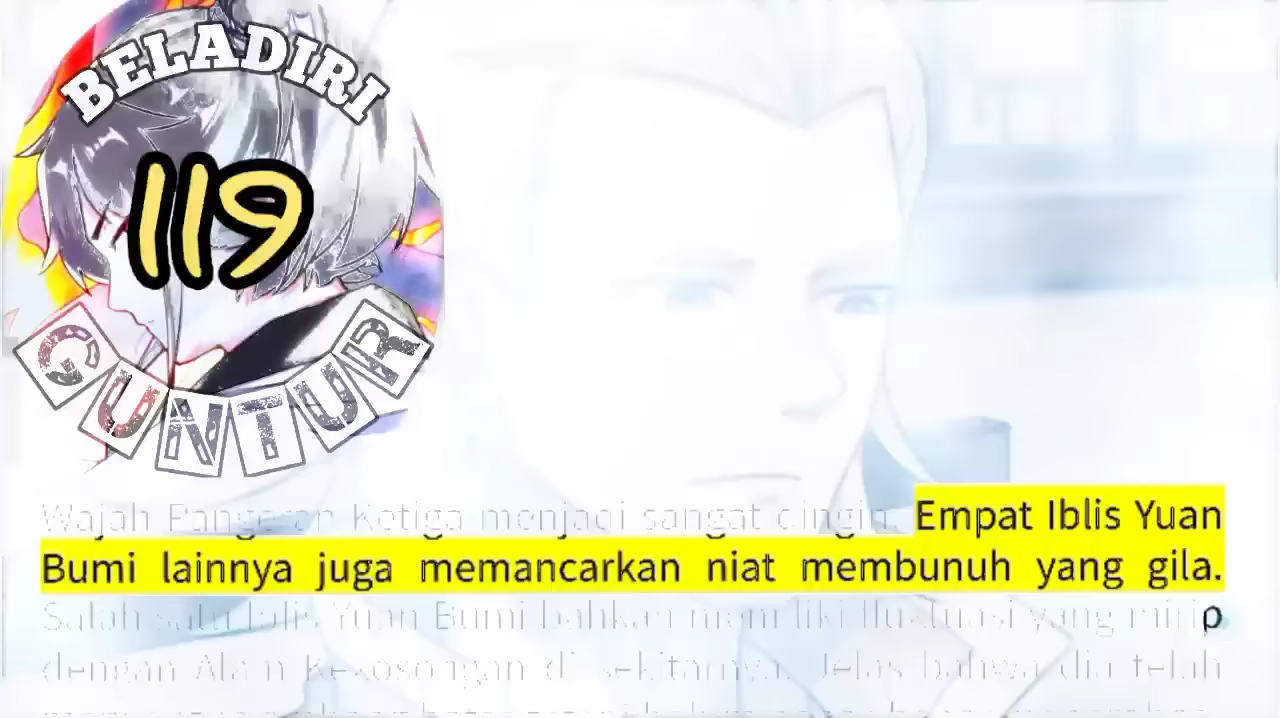 BELADIRI
119
GUNTUR
Wajah Pangeran Ketiga menjadi sangat dingin. Empat Iblis Yuan
Bumi lainnya juga memancarkan niat membunuh yang gila.
Salah satu Iblis Yuan Bumi bahkan memiliki fluktuasi yang mirip
dengan Alam Kekosongan di sekitarnya. Jelas bahwa dia telah